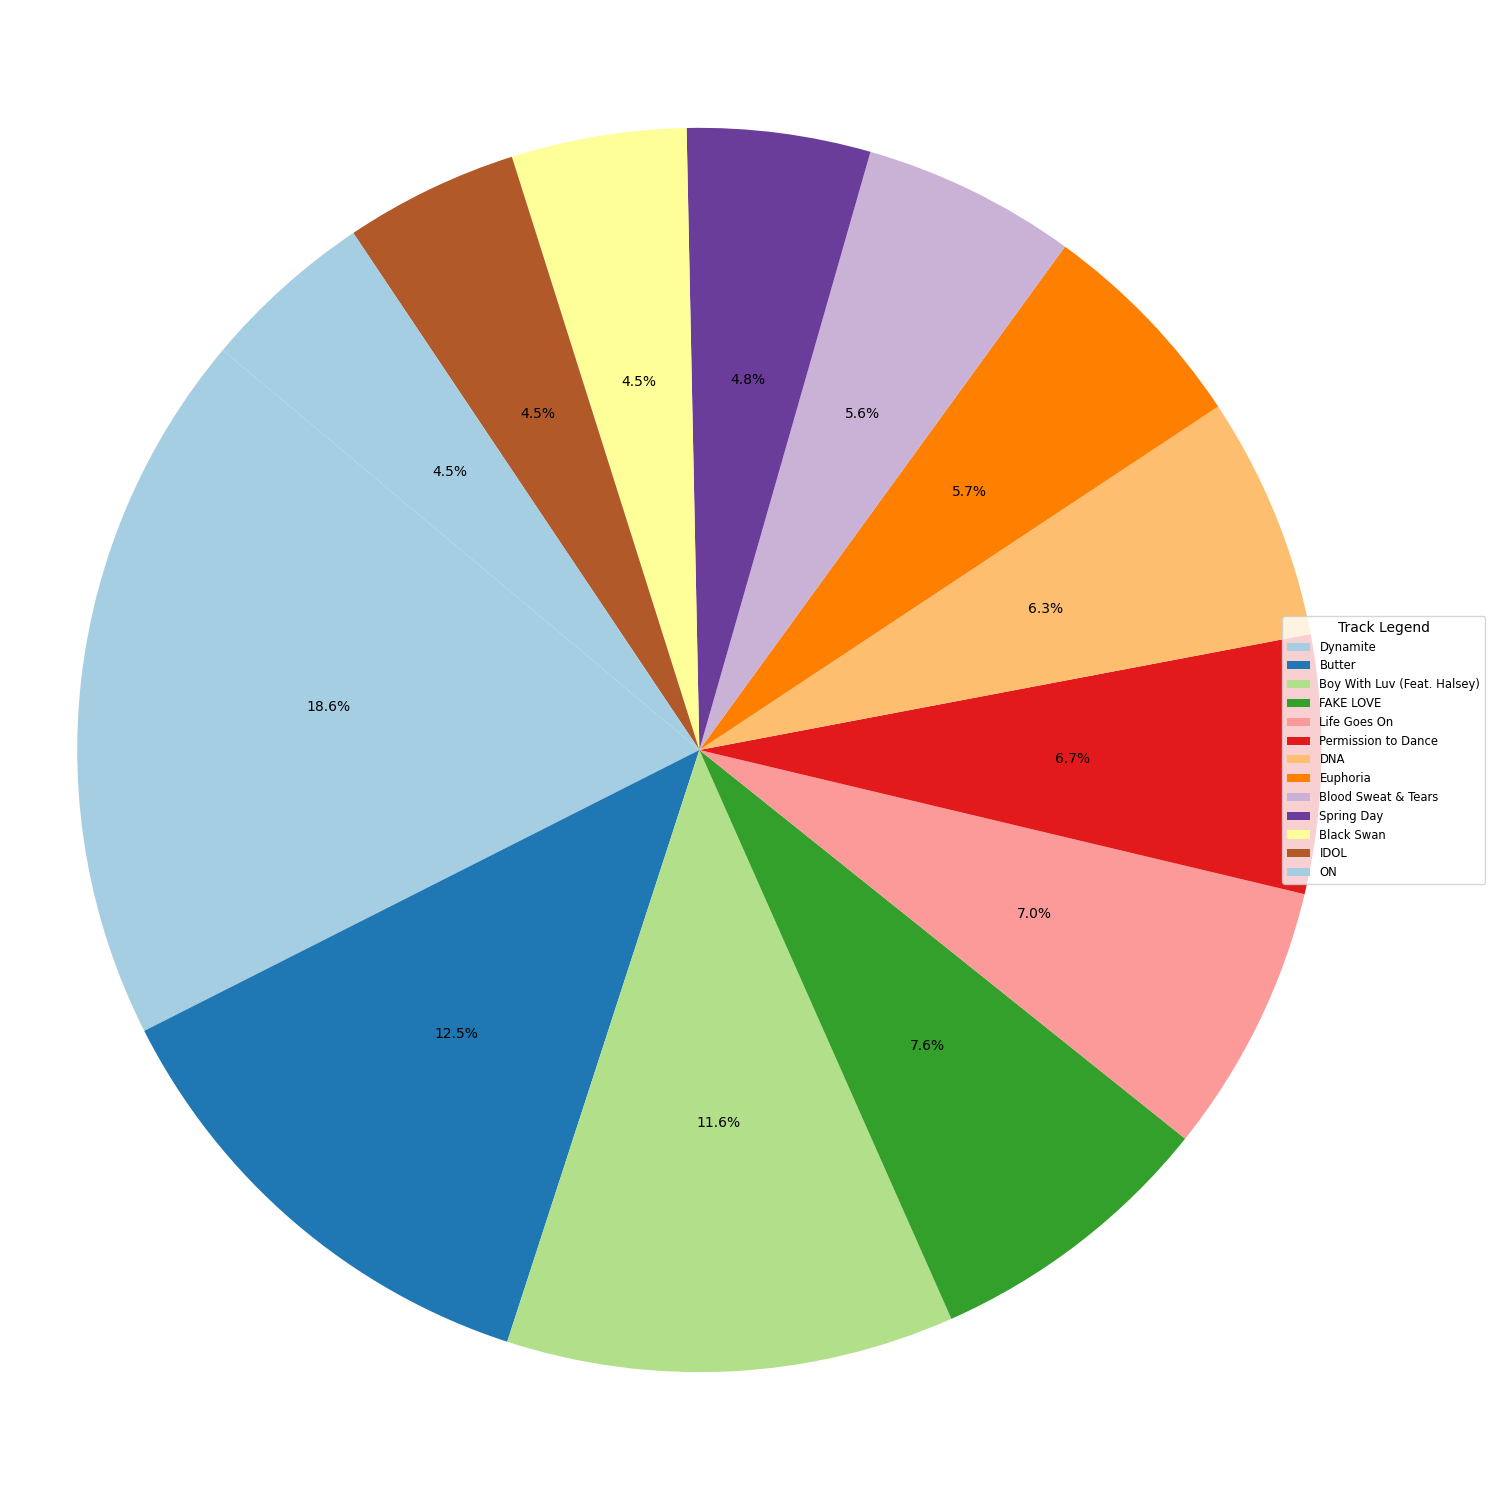 4.8%
4.5%
4.5%
5.6%
4.5%
5.7%
6.3%
18.6%
6.7%
7.0%
12.5%
7.6%
11.6%
Track Legend
Dynamite
Butter
Boy With Luv (Feat. Halsey)
FAKE LOVE
Life Goes On
Permission to Dance
DNA
Euphoria
Blood Sweat & Tears
Spring Day
Black Swan
IDOL
ON